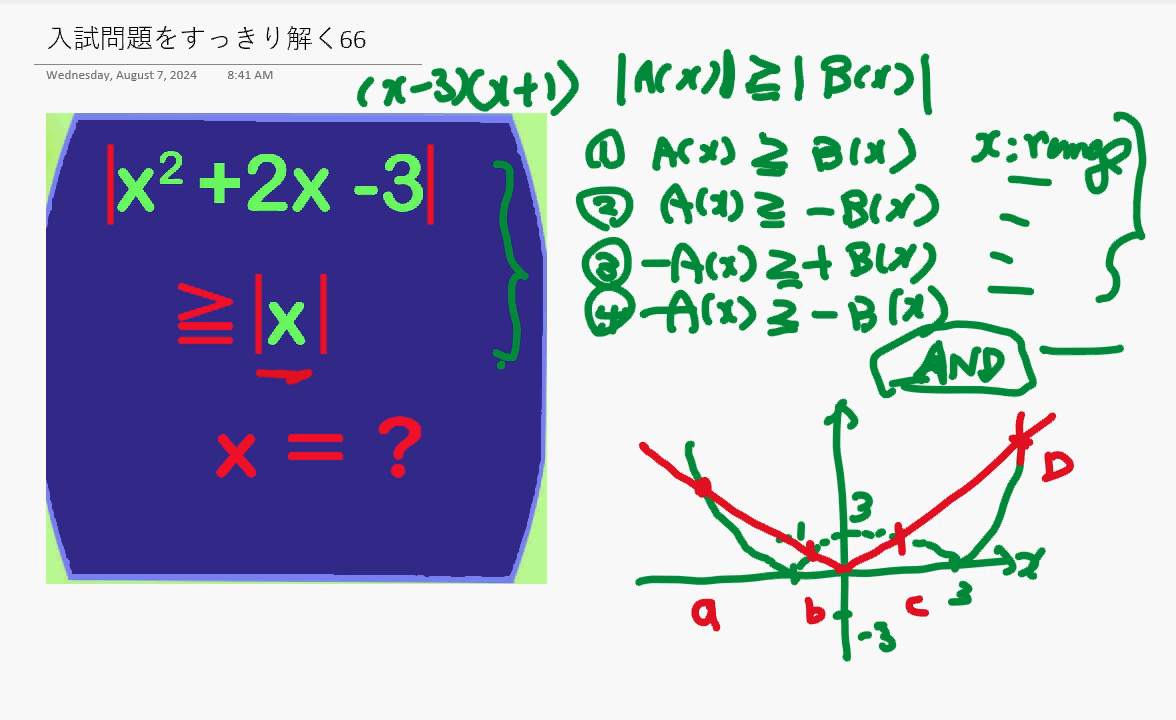 入試問題をすっきり解く66
Wednesday, August 7, 2024 8:41 AM
(x-3)(x+1) |A(x)| ≧ |B(x)|
|x² +2x -3|
≧ |x|
x = ?
① A(x) ≧ B(x) x: range
② A(x) ≧ -B(x)
③ -A(x) ≧ + B(x)
④ -A(x) ≧ - B(x)
AND
D
3
1
x
a b c 3
-3